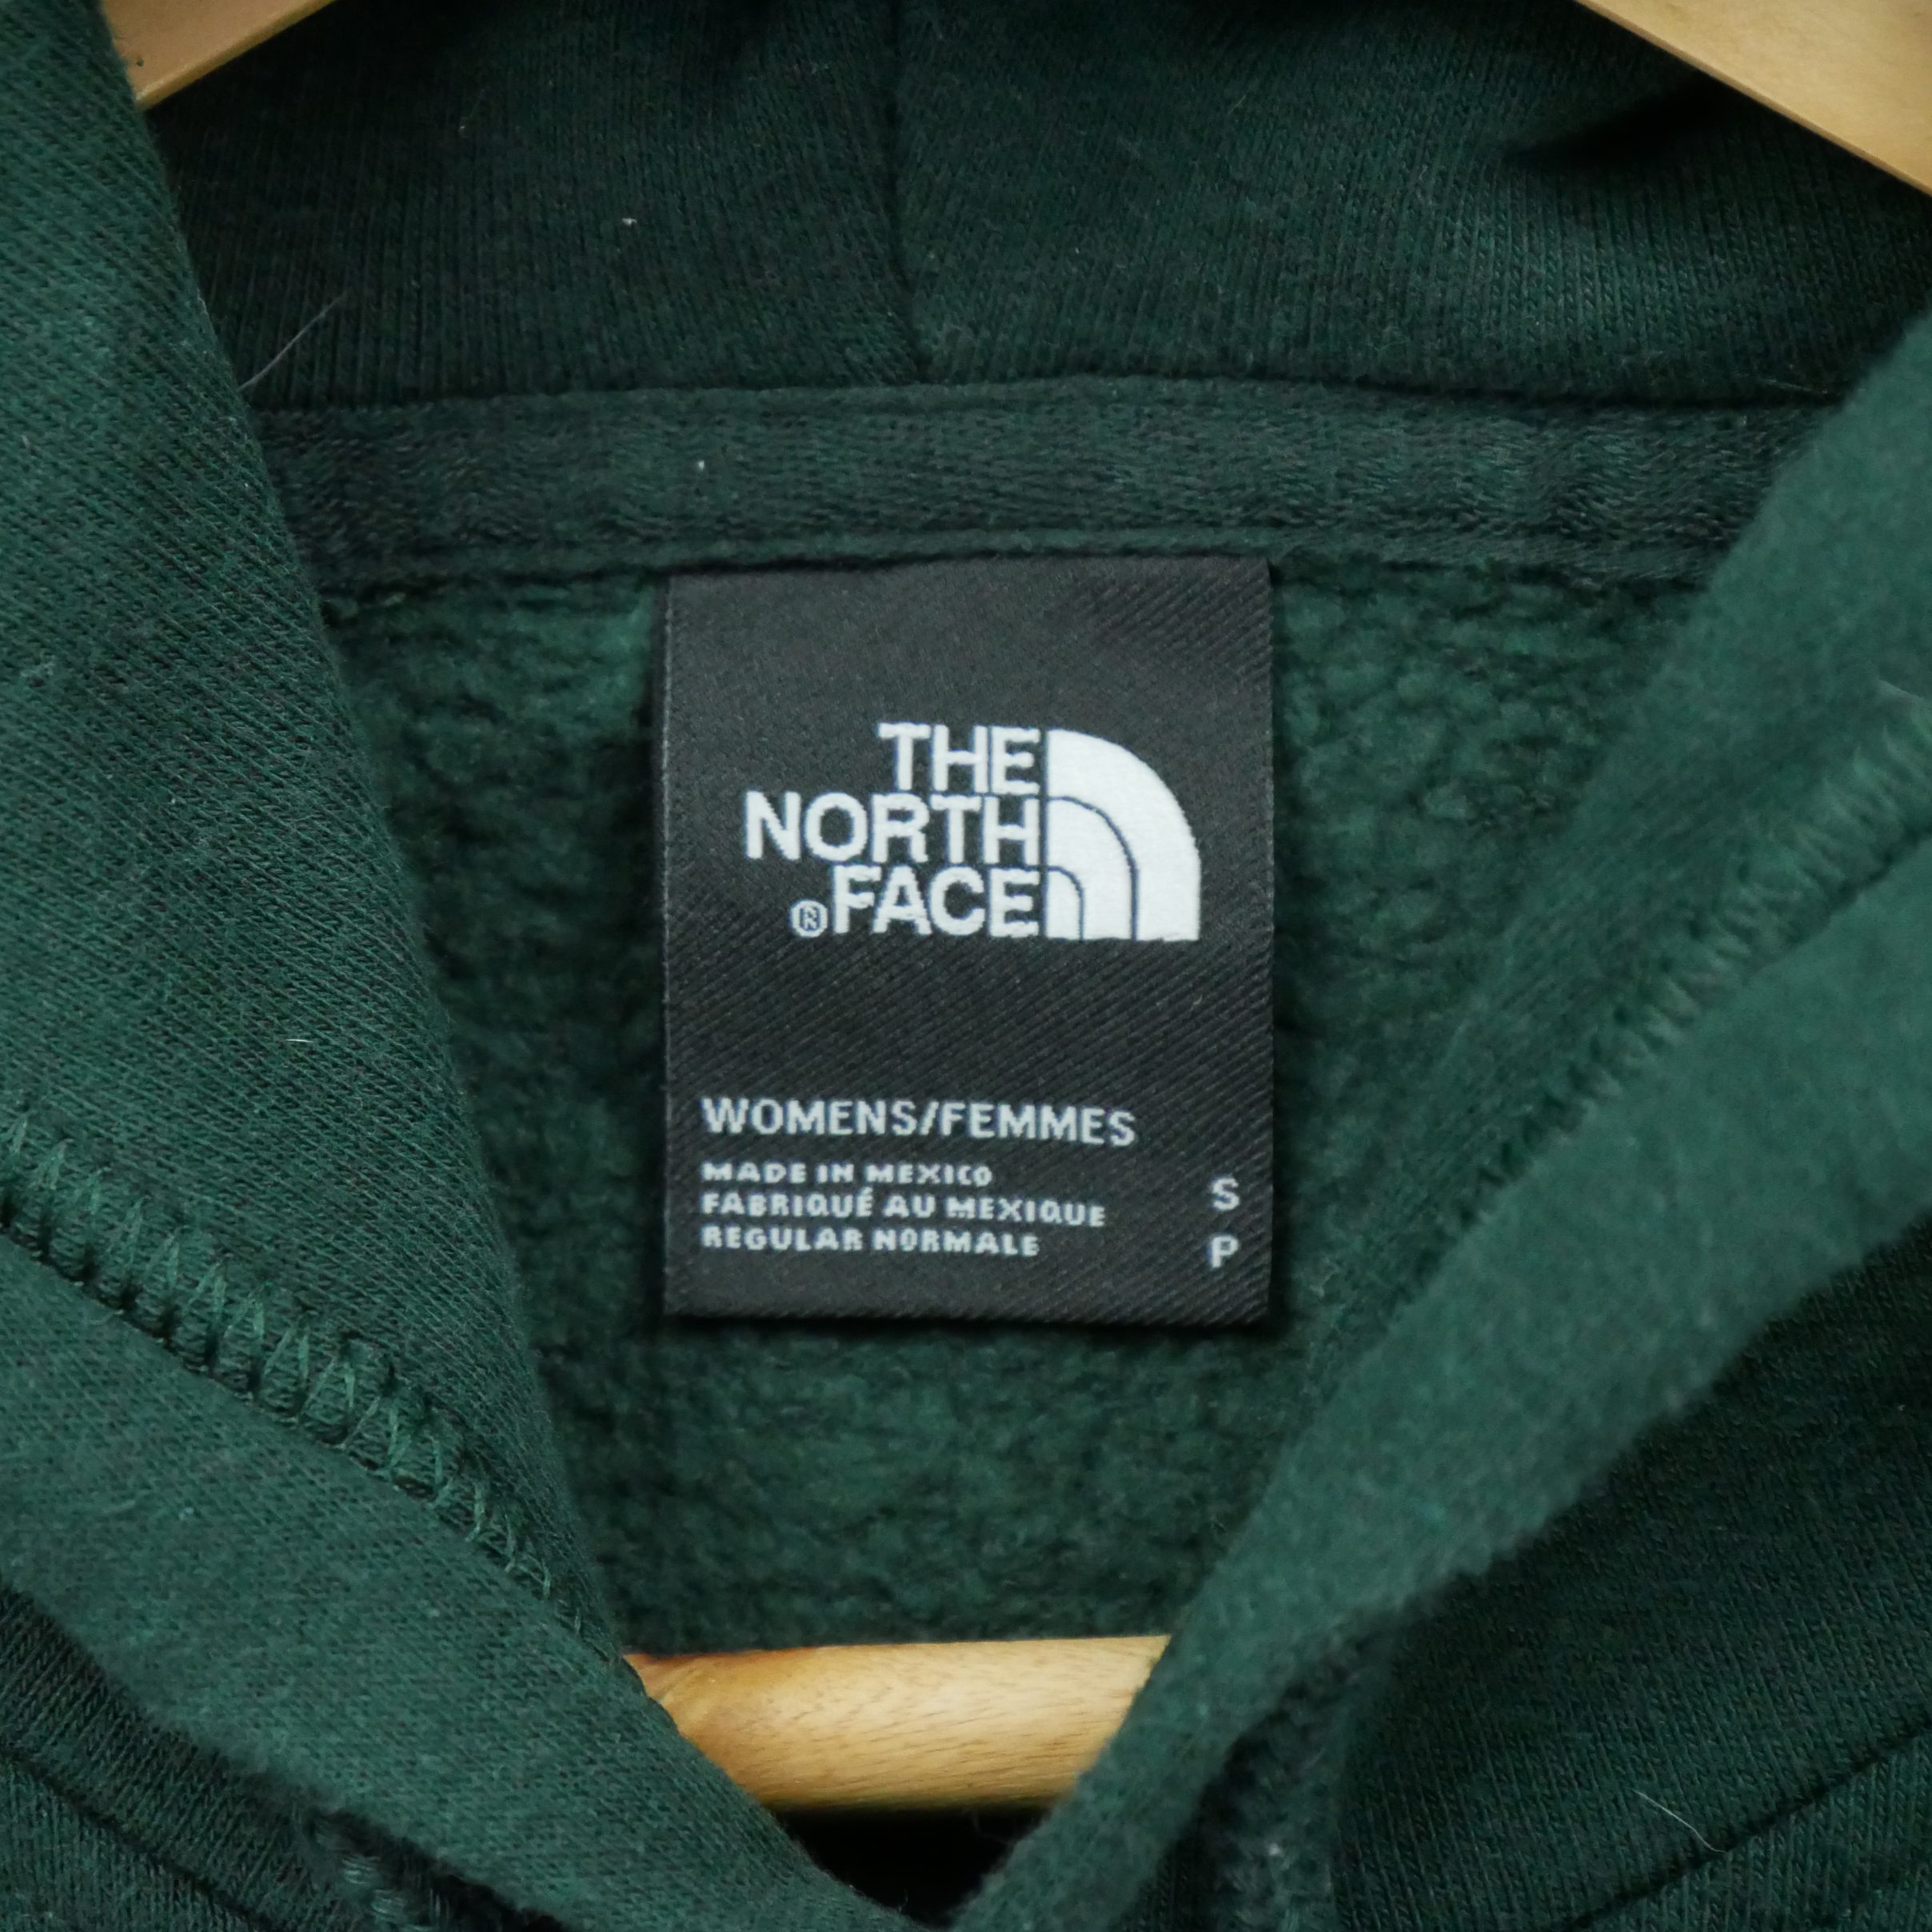 THE
NORTH
®FACE
WOMENS/FEMMES
MADE IN MEXICO
FABRIQUÉ AU MEXIQUE
REGULAR NORMALE
S
P